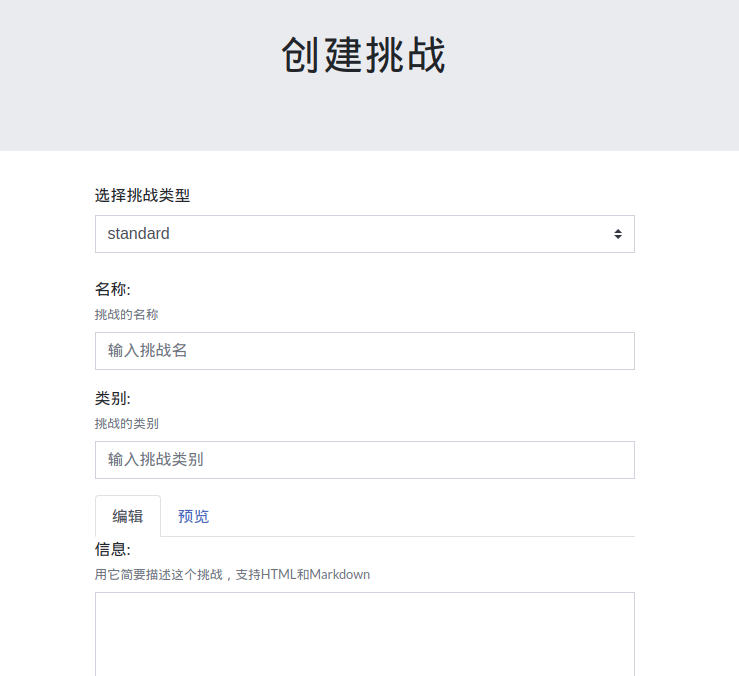 创建挑战
选择挑战类型
standard
名称:
挑战的名称
输入挑战名
类别:
挑战的类别
输入挑战类别
编辑 预览
信息:
用它简要描述这个挑战，支持HTML和Markdown